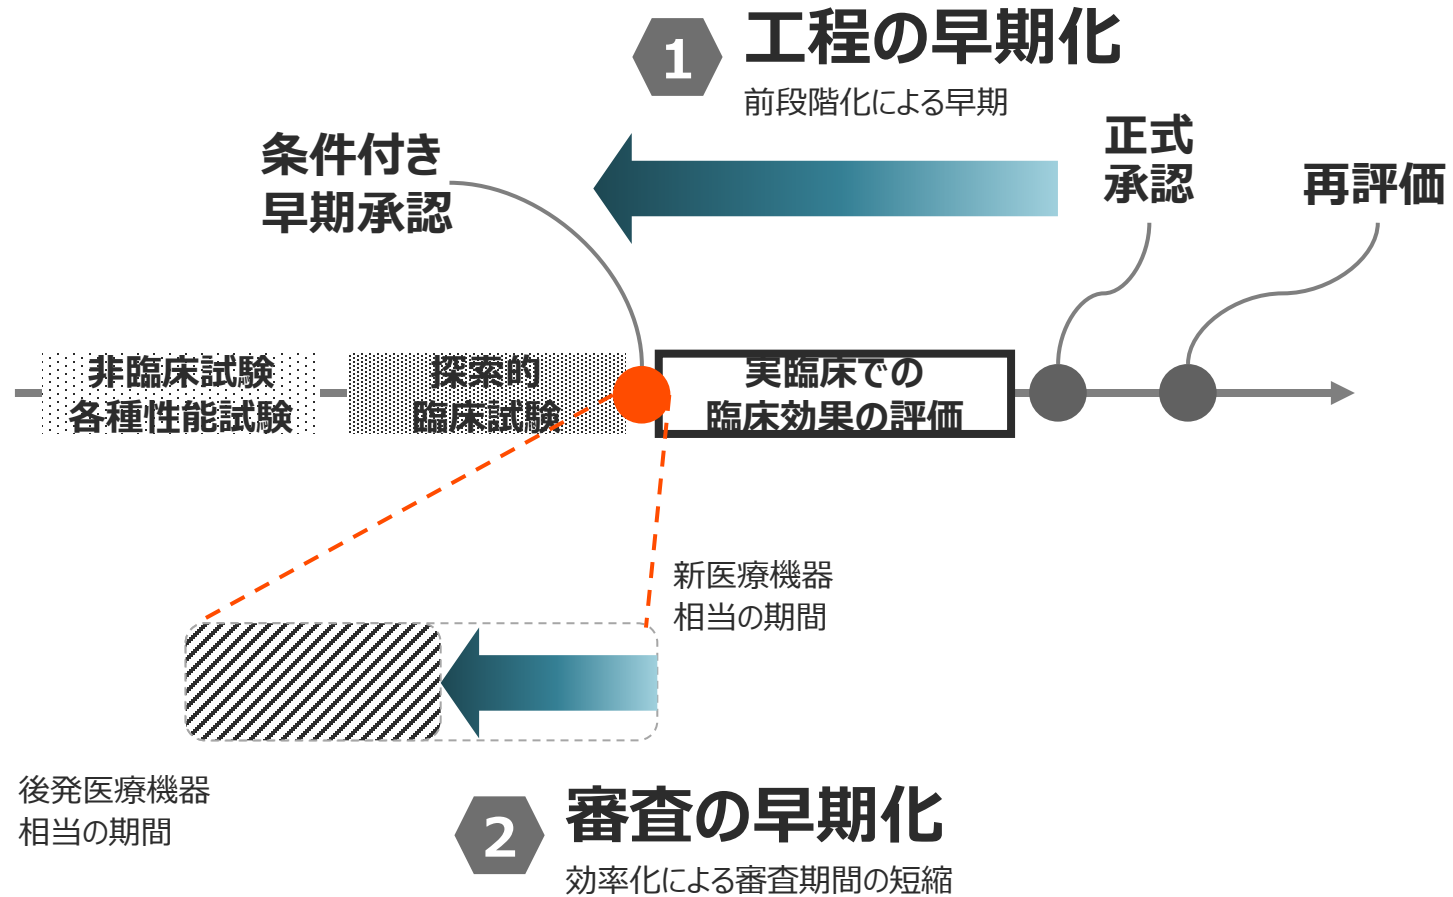 1
工程の早期化
前段階化による早期
条件付き
早期承認
正式
承認
再評価
非臨床試験
各種性能試験
探索的
臨床試験
実臨床での
臨床効果の評価
新医療機器
相当の期間
後発医療機器
相当の期間
2
審査の早期化
効率化による審査期間の短縮